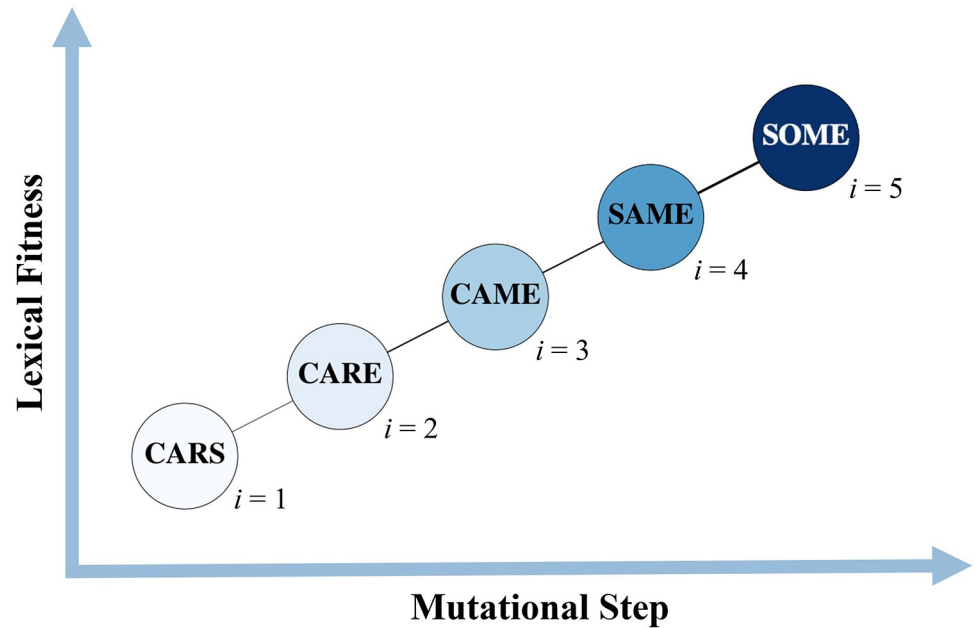 Lexical Fitness
SOME
i = 5
SAME
i = 4
CAME
i = 3
CARE
i = 2
CARS
i = 1
Mutational Step